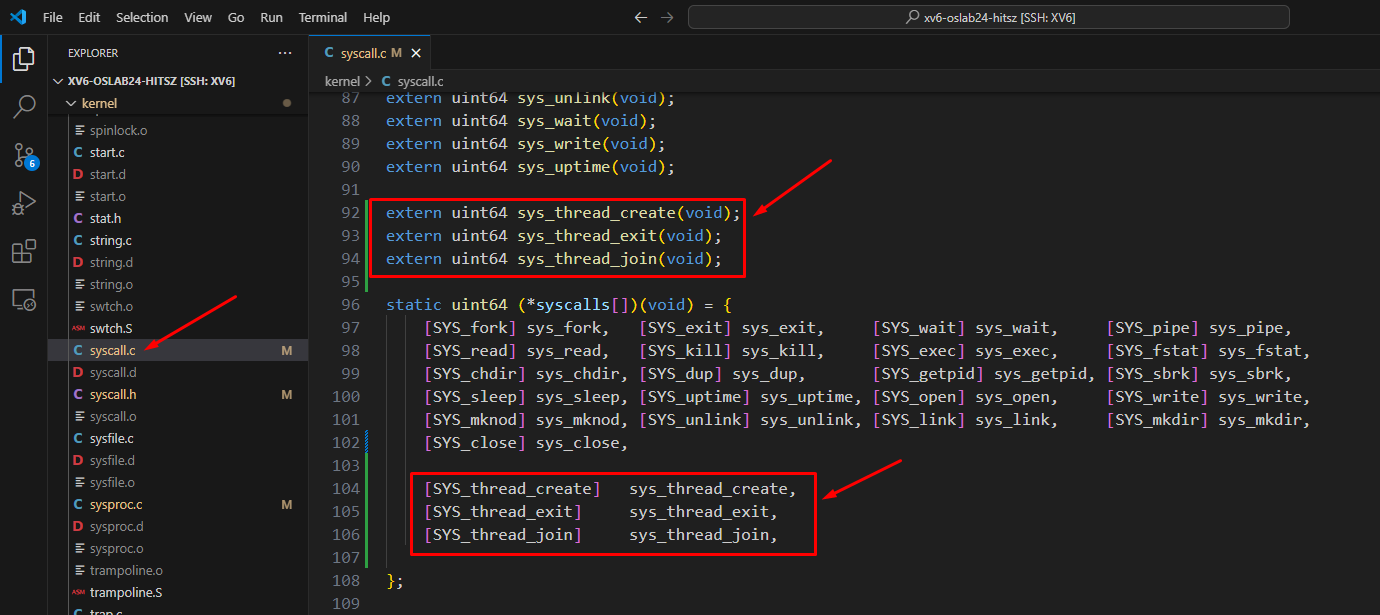 File Edit Selection View Go Run Terminal Help
xv6-oslab24-hitsz [SSH: XV6]
EXPLORER
XV6-OSLAB24-HITSZ [SSH: XV6]
kernel
spinlock.o
C start.c
D start.d
start.o
C stat.h
C string.c
D string.d
string.o
swtch.o
ASM swtch.S
C syscall.c M
D syscall.d
C syscall.h M
syscall.o
C sysfile.c
D sysfile.d
sysfile.o
C sysproc.c M
D sysproc.d
sysproc.o
trampoline.o
ASM trampoline.S
C trap.c
6
C syscall.c M
kernel > C syscall.c
87 extern uint64 sys_unlink(void);
88 extern uint64 sys_wait(void);
89 extern uint64 sys_write(void);
90 extern uint64 sys_uptime(void);
91
92 extern uint64 sys_thread_create(void);
93 extern uint64 sys_thread_exit(void);
94 extern uint64 sys_thread_join(void);
95
96 static uint64 (*syscalls[])(void) = {
97 [SYS_fork] sys_fork, [SYS_exit] sys_exit, [SYS_wait] sys_wait, [SYS_pipe] sys_pipe,
98 [SYS_read] sys_read, [SYS_kill] sys_kill, [SYS_exec] sys_exec, [SYS_fstat] sys_fstat,
99 [SYS_chdir] sys_chdir, [SYS_dup] sys_dup, [SYS_getpid] sys_getpid, [SYS_sbrk] sys_sbrk,
100 [SYS_sleep] sys_sleep, [SYS_uptime] sys_uptime, [SYS_open] sys_open, [SYS_write] sys_write,
101 [SYS_mknod] sys_mknod, [SYS_unlink] sys_unlink, [SYS_link] sys_link, [SYS_mkdir] sys_mkdir,
102 [SYS_close] sys_close,
103
104 [SYS_thread_create] sys_thread_create,
105 [SYS_thread_exit] sys_thread_exit,
106 [SYS_thread_join] sys_thread_join,
107
108 };
109